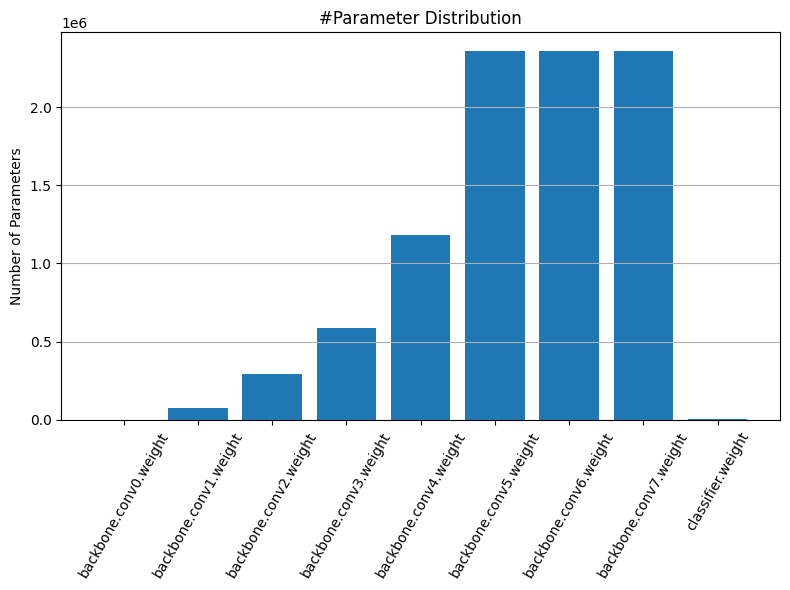 #Parameter Distribution
1e6
Number of Parameters
2.0
1.5
1.0
0.5
0.0
backbone.conv0.weight
backbone.conv1.weight
backbone.conv2.weight
backbone.conv3.weight
backbone.conv4.weight
backbone.conv5.weight
backbone.conv6.weight
backbone.conv7.weight
classifier.weight